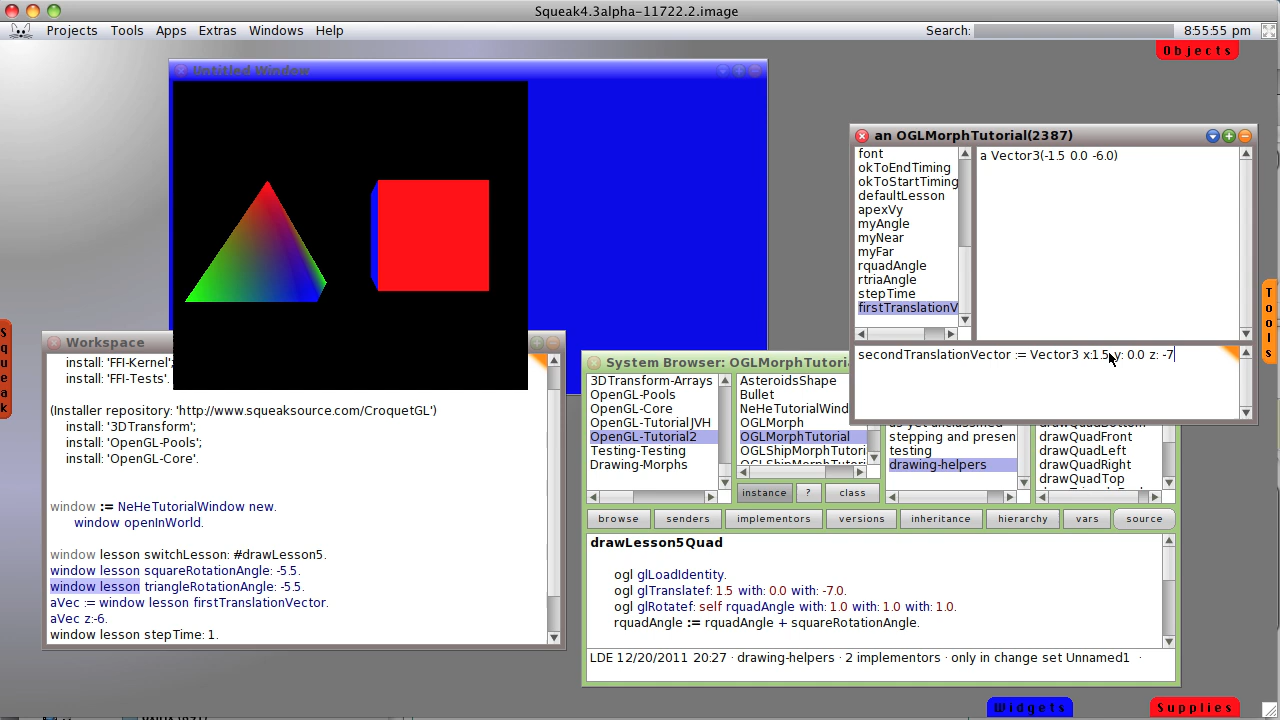 Squeak4.3alpha-11722.2.image
Projects Tools Apps Extras Windows Help Search: 8:55:55 pm
Objects
Untitled Window
an OGLMorphTutorial(2387)
font
okToEndTiming
okToStartTiming
defaultLesson
apexVy
myAngle
myNear
myFar
rquadAngle
rtriaAngle
stepTime
firstTranslationV
a Vector3(-1.5 0.0 -6.0)
secondTranslationVector := Vector3 x:1.5 y: 0.0 z: -7
Tools
Squeak
Workspace
install: 'FFI-Kernel';
install: 'FFI-Tests'.
(Installer repository: 'http://www.squeaksource.com/CroquetGL')
install: '3DTransform';
install: 'OpenGL-Pools';
install: 'OpenGL-Core'.
window := NeHeTutorialWindow new.
window openInWorld.
window lesson switchLesson: #drawLesson5.
window lesson squareRotationAngle: -5.5.
window lesson triangleRotationAngle: -5.5.
aVec := window lesson firstTranslationVector.
aVec z:-6.
window lesson stepTime: 1.
System Browser: OGLMorphTutoria
3DTransform-Arrays
OpenGL-Pools
OpenGL-Core
OpenGL-TutorialJVH
OpenGL-Tutorial2
Testing-Testing
Drawing-Morphs
AsteroidsShape
Bullet
NeHeTutorialWind
OGLMorph
OGLMorphTutorial
OGLShipMorphTutori
instance ? class
stepping and presen
testing
drawing-helpers
drawQuadFront
drawQuadLeft
drawQuadRight
drawQuadTop
browse senders implementors versions inheritance hierarchy vars source
drawLesson5Quad
ogl glLoadIdentity.
ogl glTranslatef: 1.5 with: 0.0 with: -7.0.
ogl glRotatef: self rquadAngle with: 1.0 with: 1.0 with: 1.0.
rquadAngle := rquadAngle + squareRotationAngle.
LDE 12/20/2011 20:27 · drawing-helpers · 2 implementors · only in change set Unnamed1 ·
Widgets
Supplies